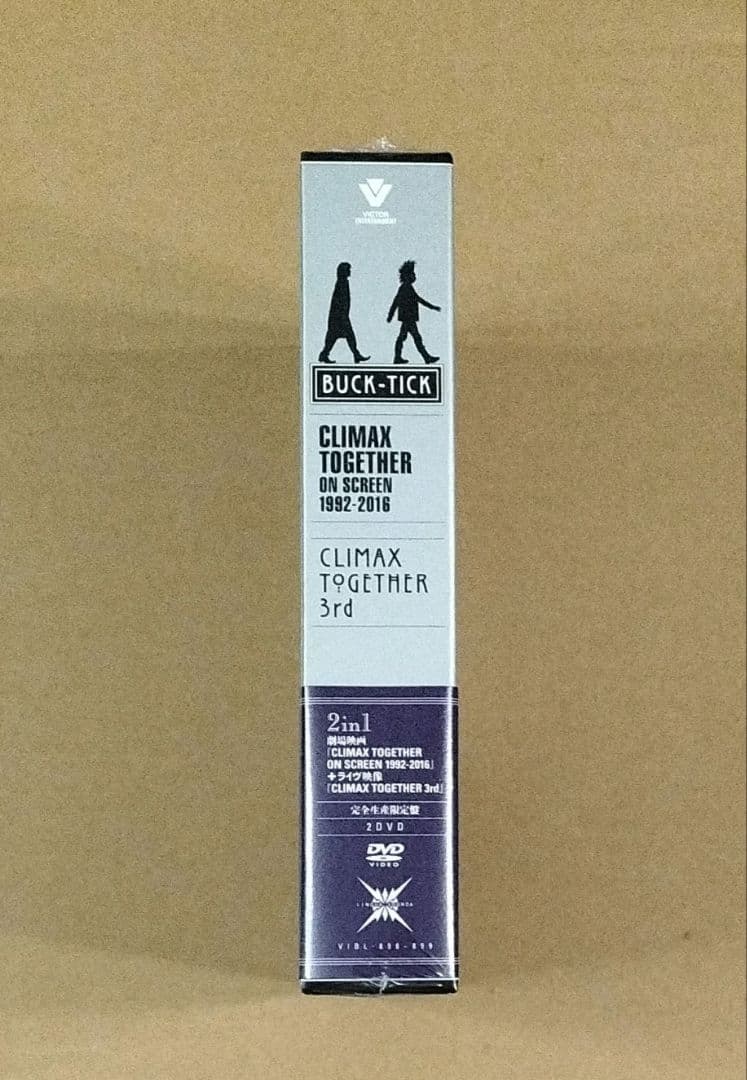 VICTOR
ENTERTAINMENT
BUCK-TICK
CLIMAX
TOGETHER
ON SCREEN
1992-2016
CLIMAX
TOGETHER
3rd
2in1
劇場映画
「CLIMAX TOGETHER
ON SCREEN 1992-2016」
+ライヴ映像
「CLIMAX TOGETHER 3rd」
完全生産限定盤
2DVD
DVD
VIDEO
VIBL-898-899